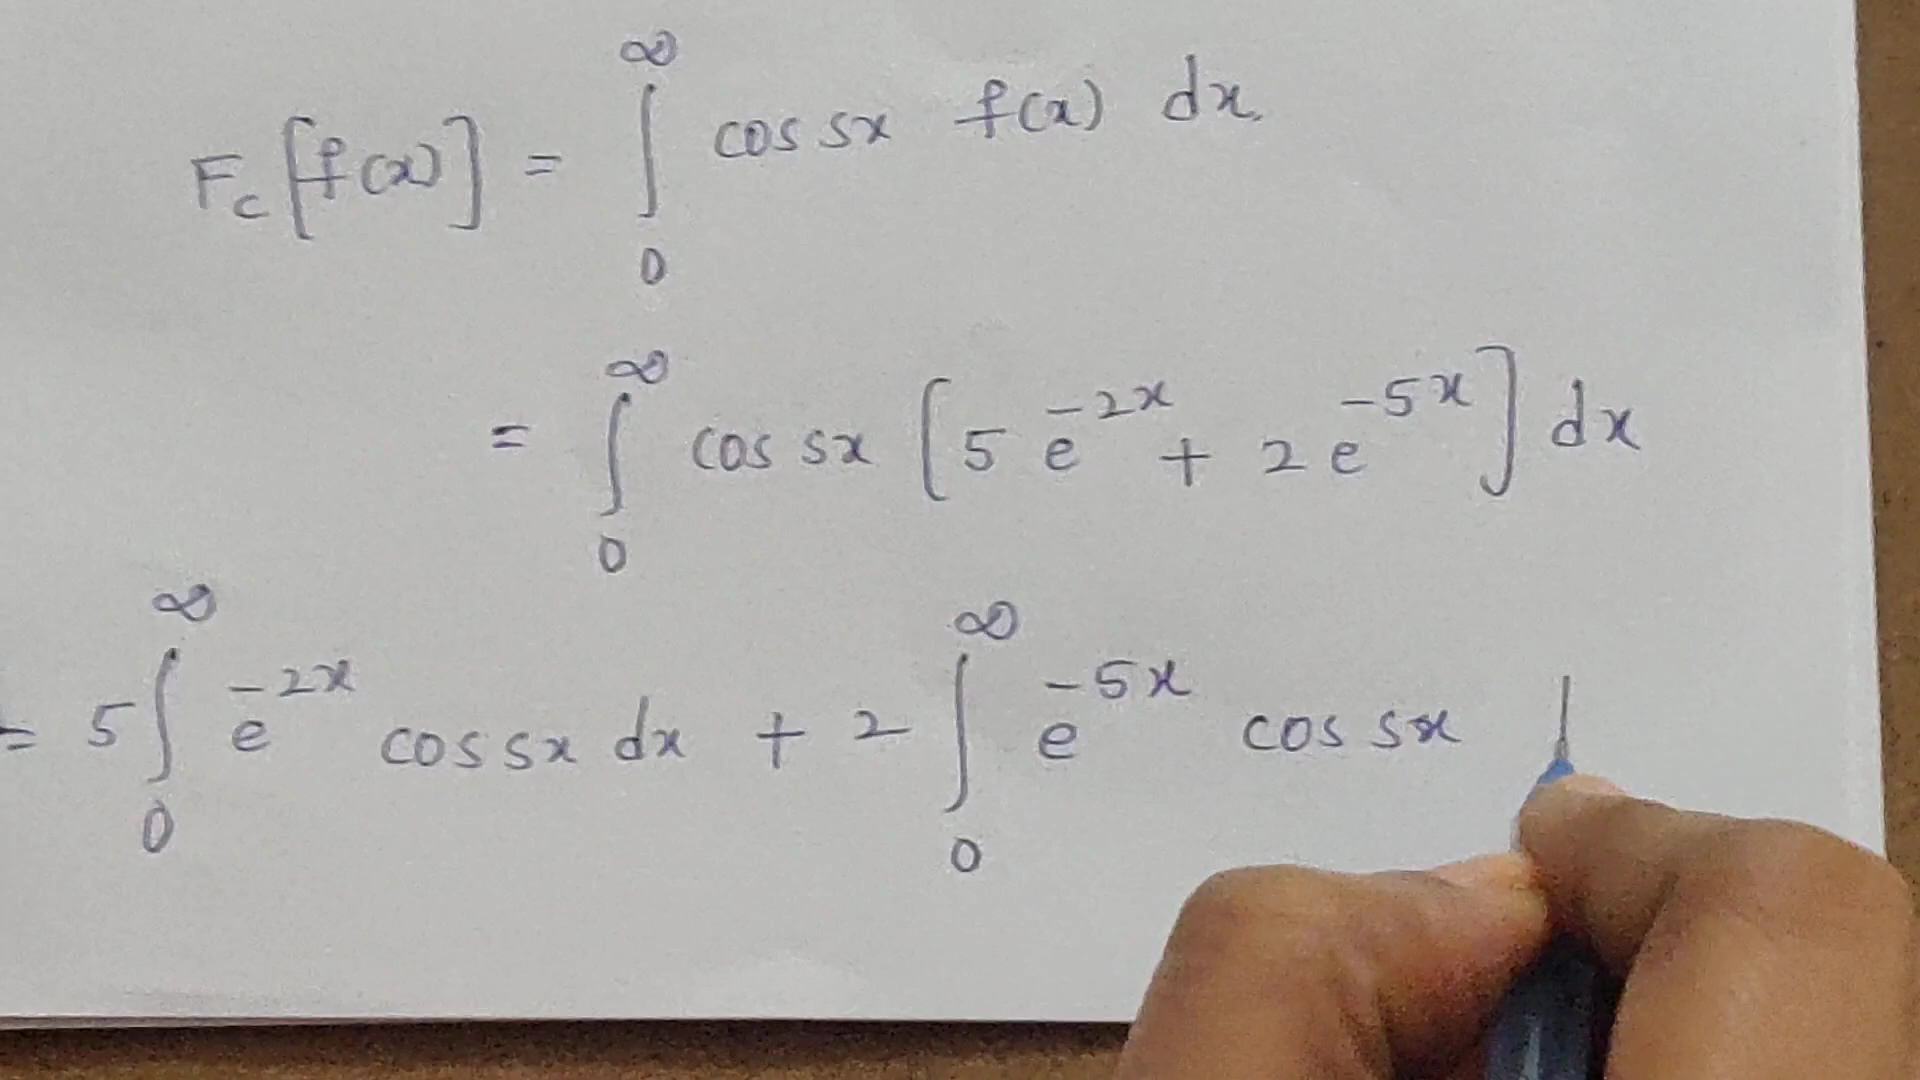 F_c [f(x)] = ∫_0^∞ cos sx f(x) dx.
= ∫_0^∞ cos sx [5 e^{-2x} + 2 e^{-5x}] dx
= 5 ∫_0^∞ e^{-2x} cos sx dx + 2 ∫_0^∞ e^{-5x} cos sx